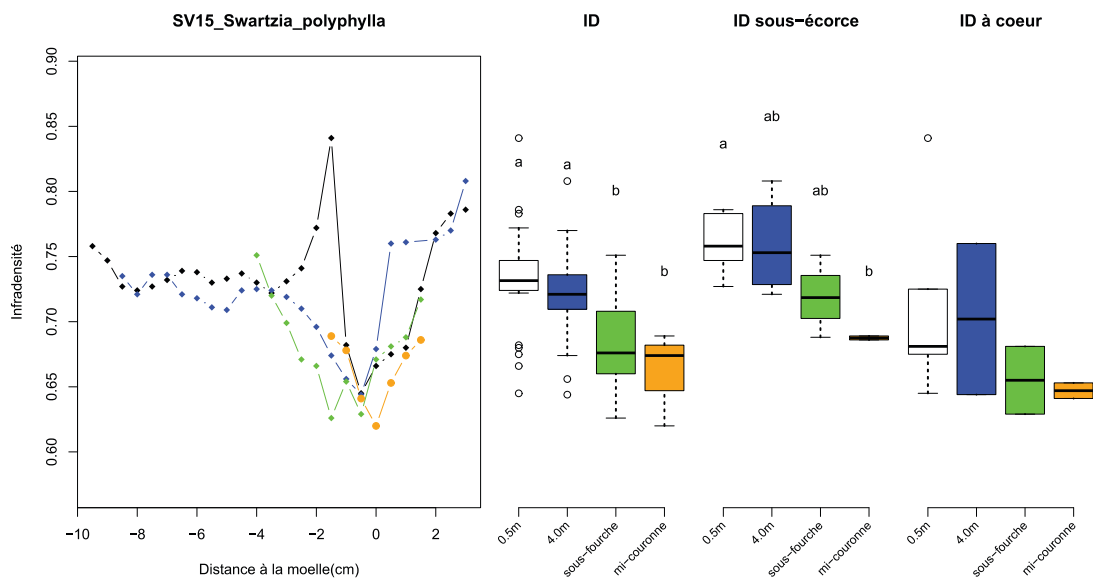 SV15_Swartzia_polyphylla
ID
ID sous−écorce
ID à coeur
0.90
0.85
0.80
0.75
0.70
0.65
0.60
Infradensité
−10
−8
−6
−4
−2
0
2
Distance à la moelle(cm)
a
a
b
b
0.5m
4.0m
sous−fourche
mi−couronne
a
ab
ab
b
0.5m
4.0m
sous−fourche
mi−couronne
0.5m
4.0m
sous−fourche
mi−couronne